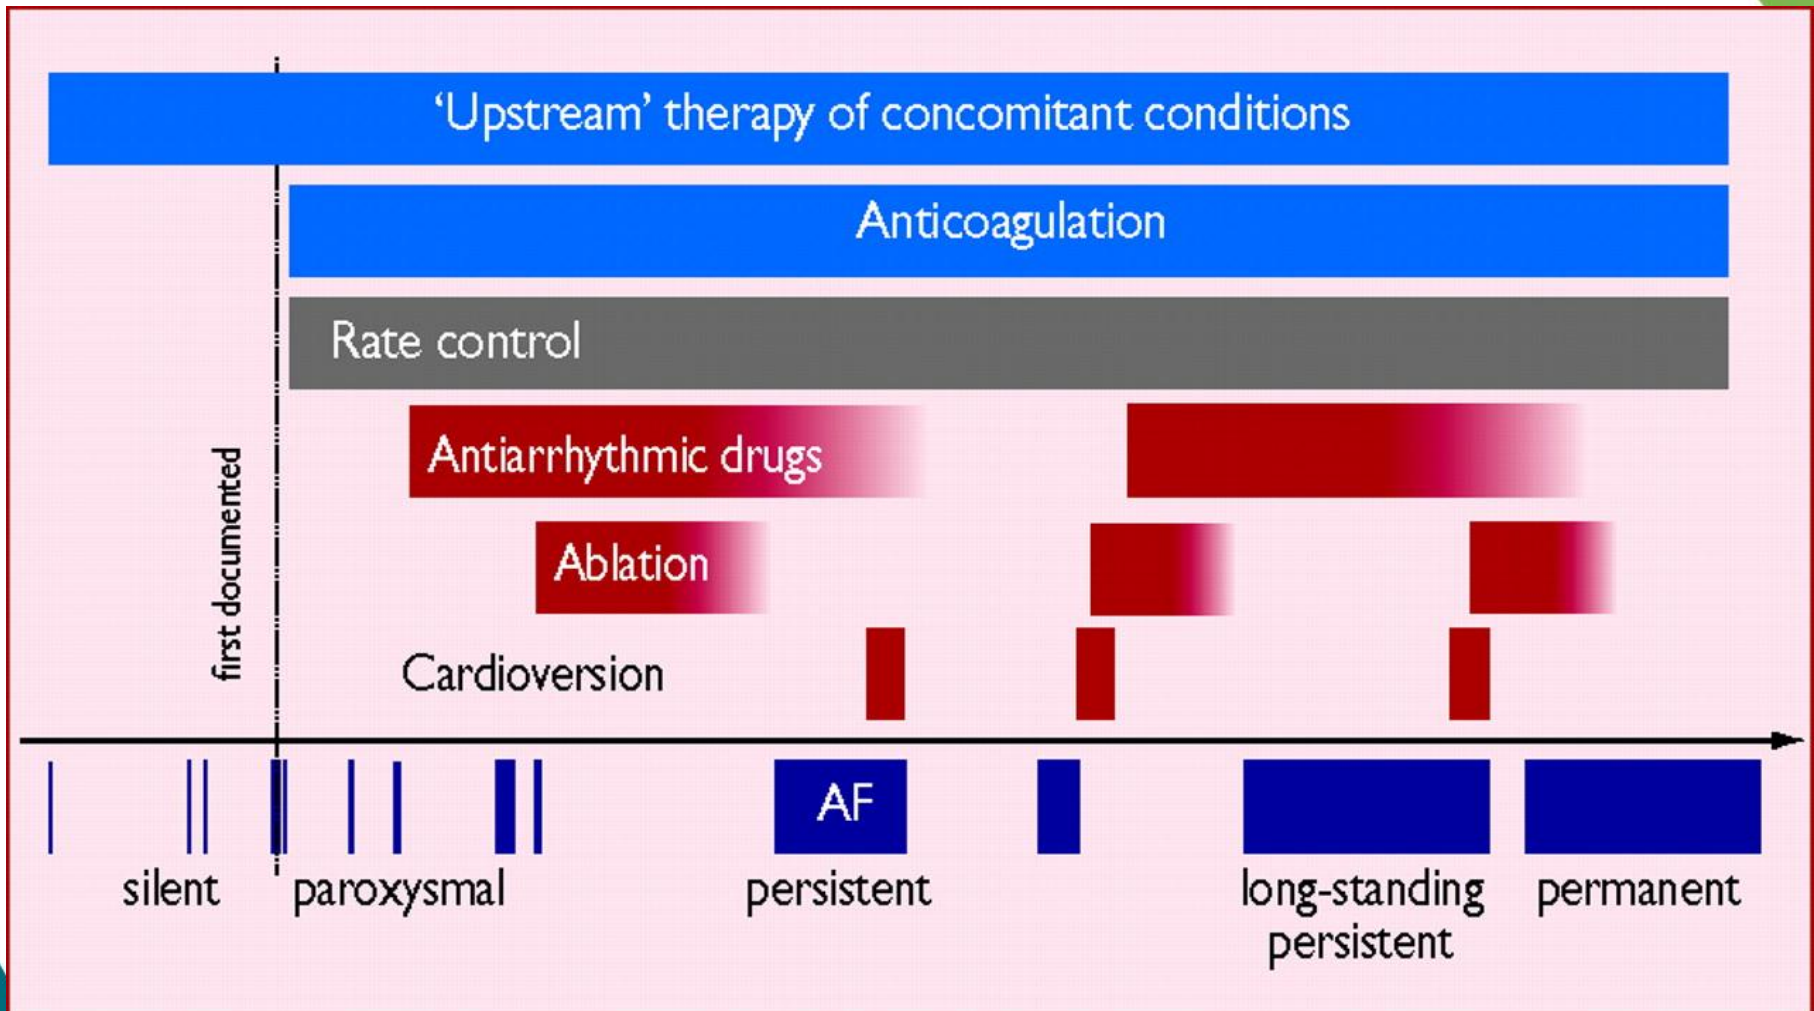 ‘Upstream’ therapy of concomitant conditions
Anticoagulation
Rate control
Antiarrhythmic drugs
Ablation
first documented
Cardioversion
AF
silent
paroxysmal
persistent
long-standing
persistent
permanent